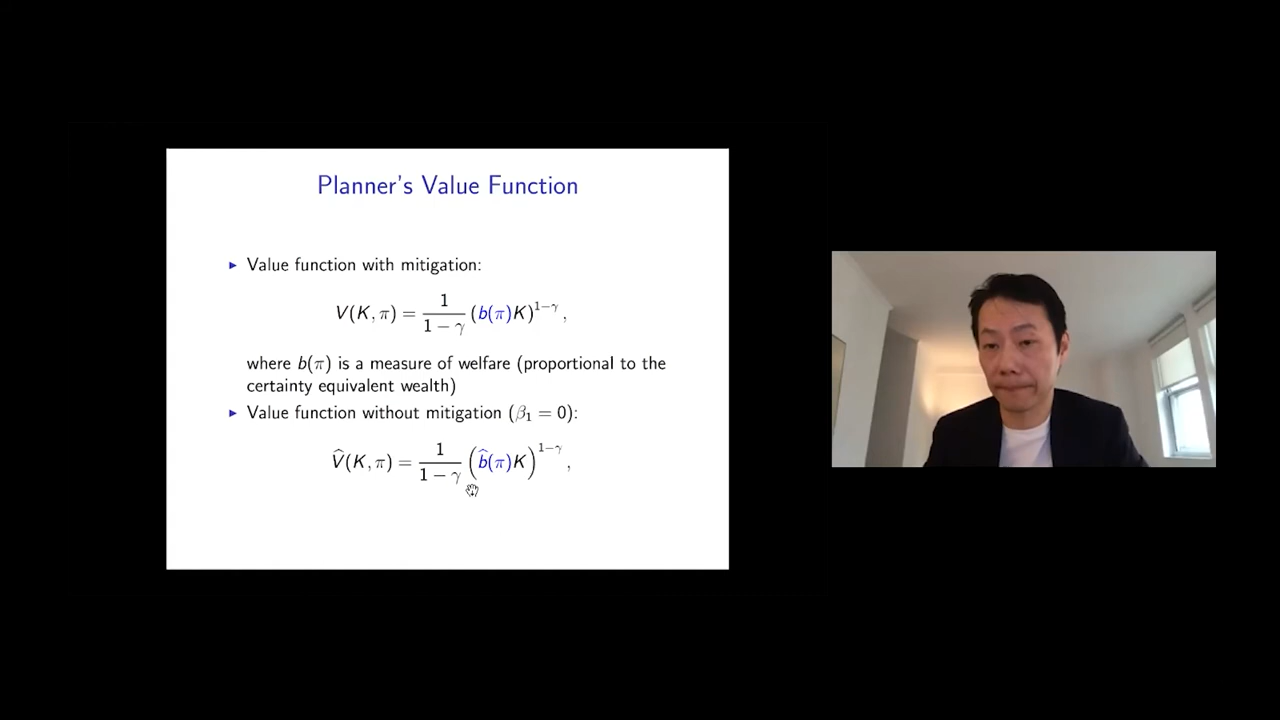 Planner's Value Function
▶ Value function with mitigation:
V(K, π) = 1/(1 − γ) (b(π)K)^{1−γ},
where b(π) is a measure of welfare (proportional to the
certainty equivalent wealth)
▶ Value function without mitigation (β₁ = 0):
V̂(K, π) = 1/(1 − γ) (b̂(π)K)^{1−γ},